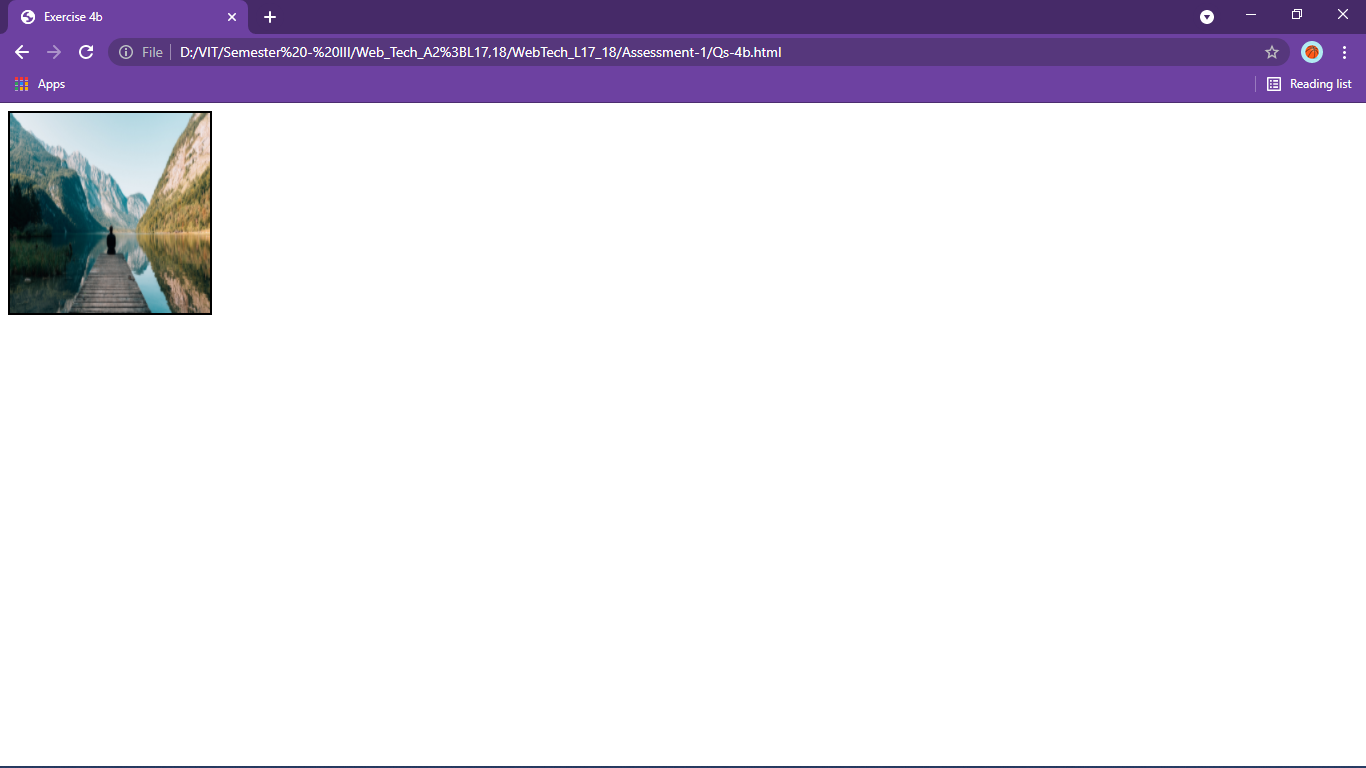 Exercise 4b
File D:/VIT/Semester%20-%20III/Web_Tech_A2%3BL17,18/WebTech_L17_18/Assessment-1/Qs-4b.html
Apps Reading list